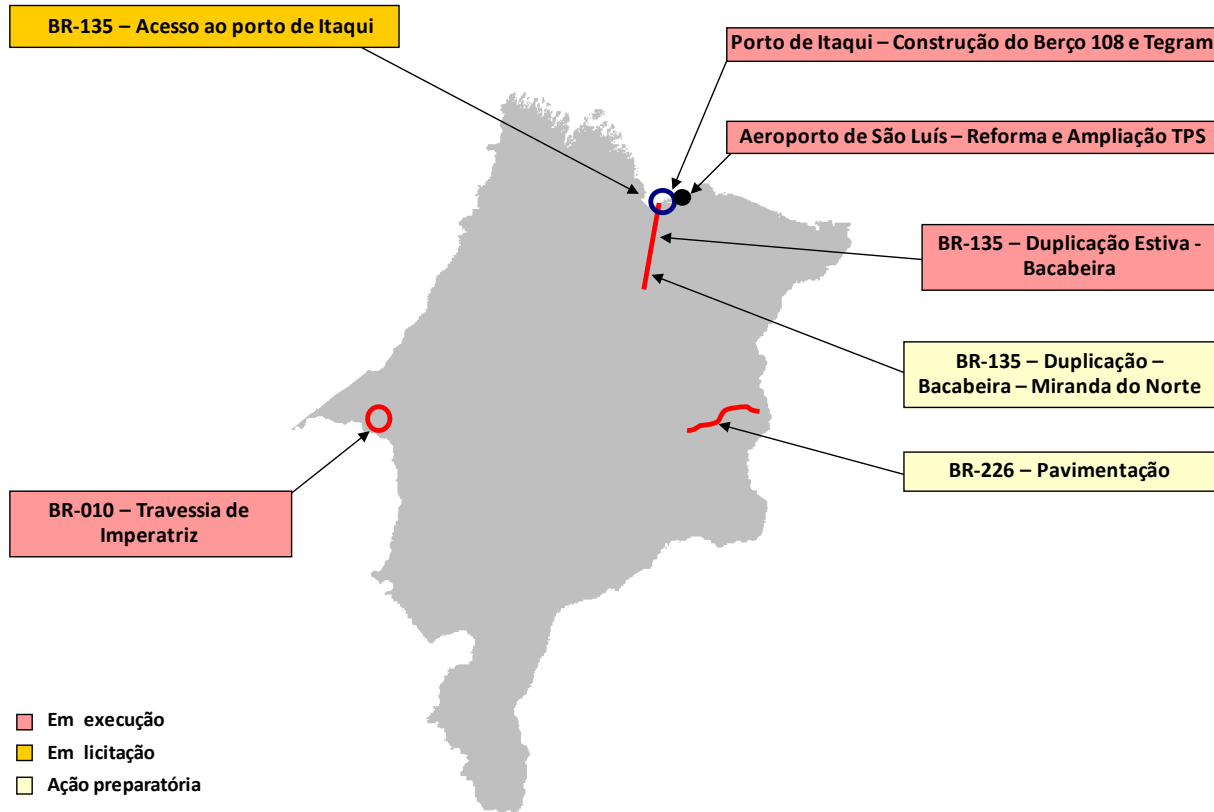 BR-135 – Acesso ao porto de Itaqui
Porto de Itaqui – Construção do Berço 108 e Tegram
Aeroporto de São Luís – Reforma e Ampliação TPS
BR-135 – Duplicação Estiva -
Bacabeira
BR-135 – Duplicação –
Bacabeira – Miranda do Norte
BR-226 – Pavimentação
BR-010 – Travessia de
Imperatriz
Em execução
Em licitação
Ação preparatória